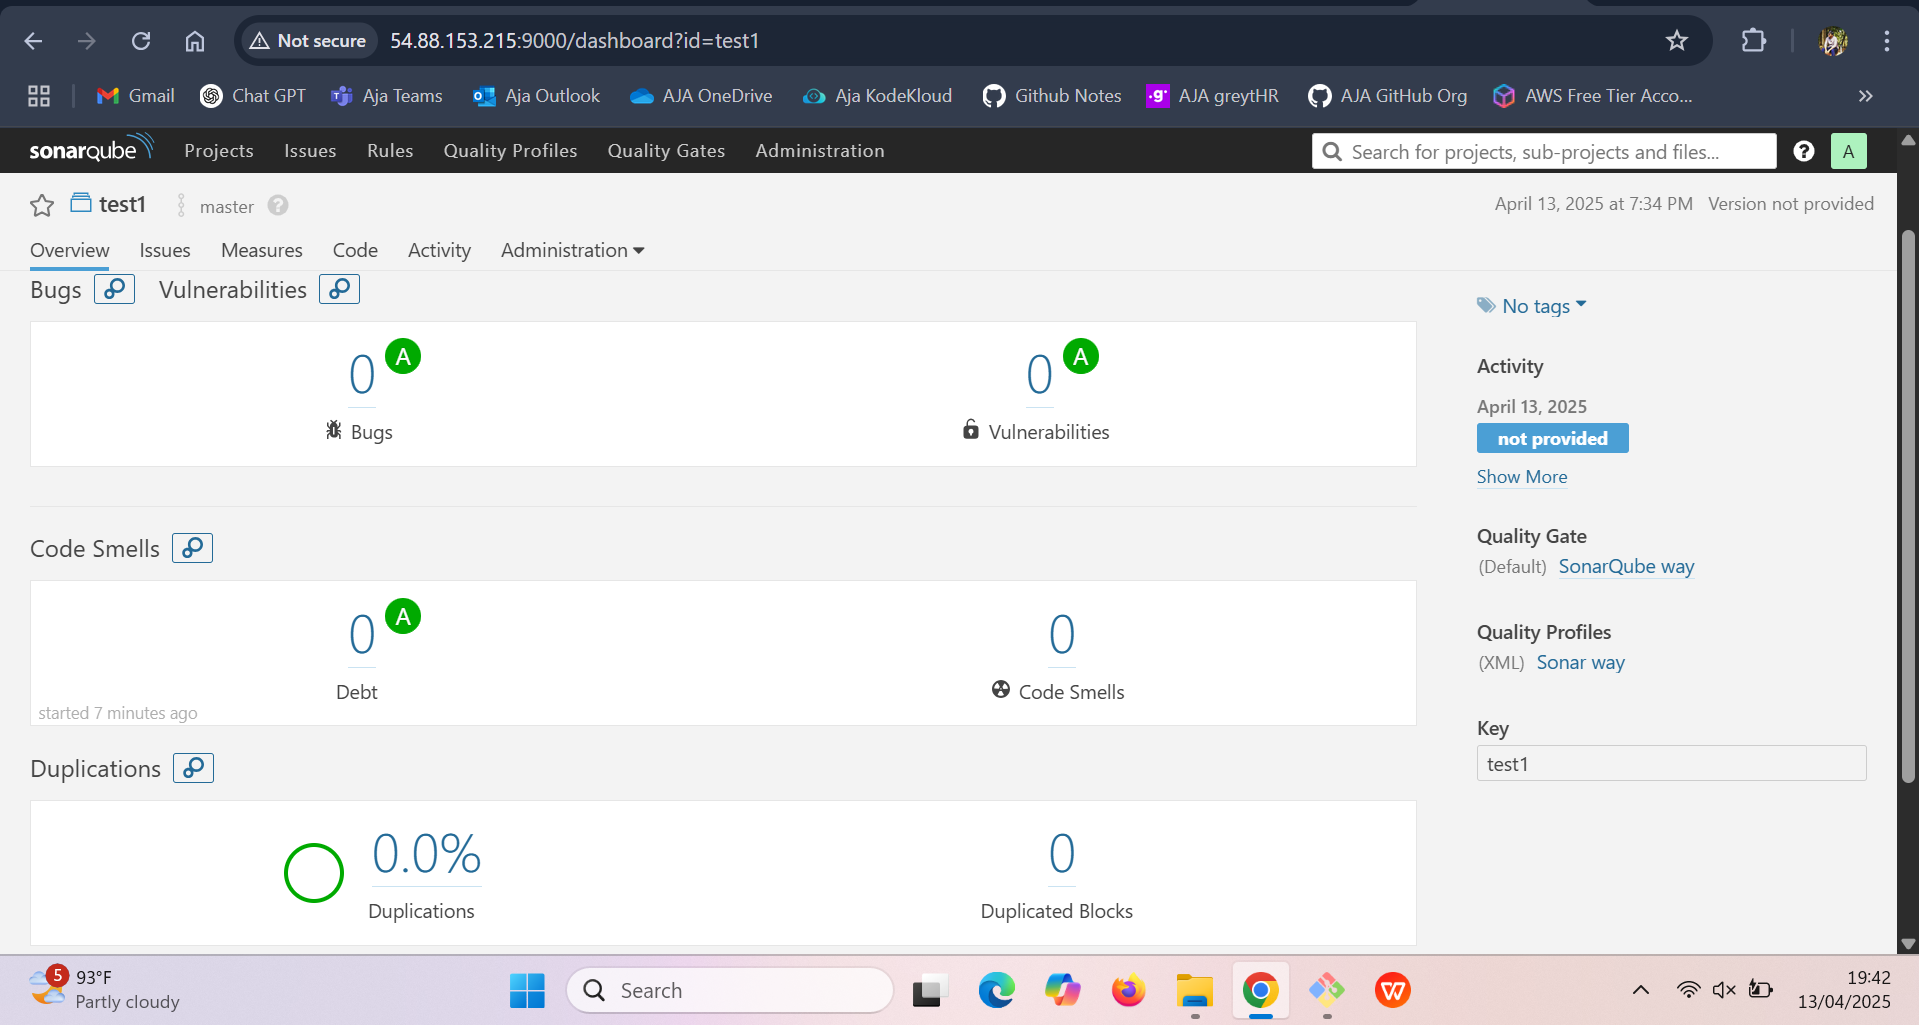 Not secure 54.88.153.215:9000/dashboard?id=test1
Gmail Chat GPT Aja Teams Aja Outlook AJA OneDrive Aja KodeKloud Github Notes .g* AJA greytHR AJA GitHub Org AWS Free Tier Acco... »
sonarqube Projects Issues Rules Quality Profiles Quality Gates Administration Search for projects, sub-projects and files... ? A
test1 master ? April 13, 2025 at 7:34 PM Version not provided
Overview Issues Measures Code Activity Administration
Bugs Vulnerabilities
0 A 0 A
Bugs Vulnerabilities
Code Smells
0 A 0
Debt Code Smells
started 7 minutes ago
Duplications
0.0% 0
Duplications Duplicated Blocks
No tags
Activity
April 13, 2025
not provided
Show More
Quality Gate
(Default) SonarQube way
Quality Profiles
(XML) Sonar way
Key
test1
5 93°F
Partly cloudy
Search
19:42
13/04/2025